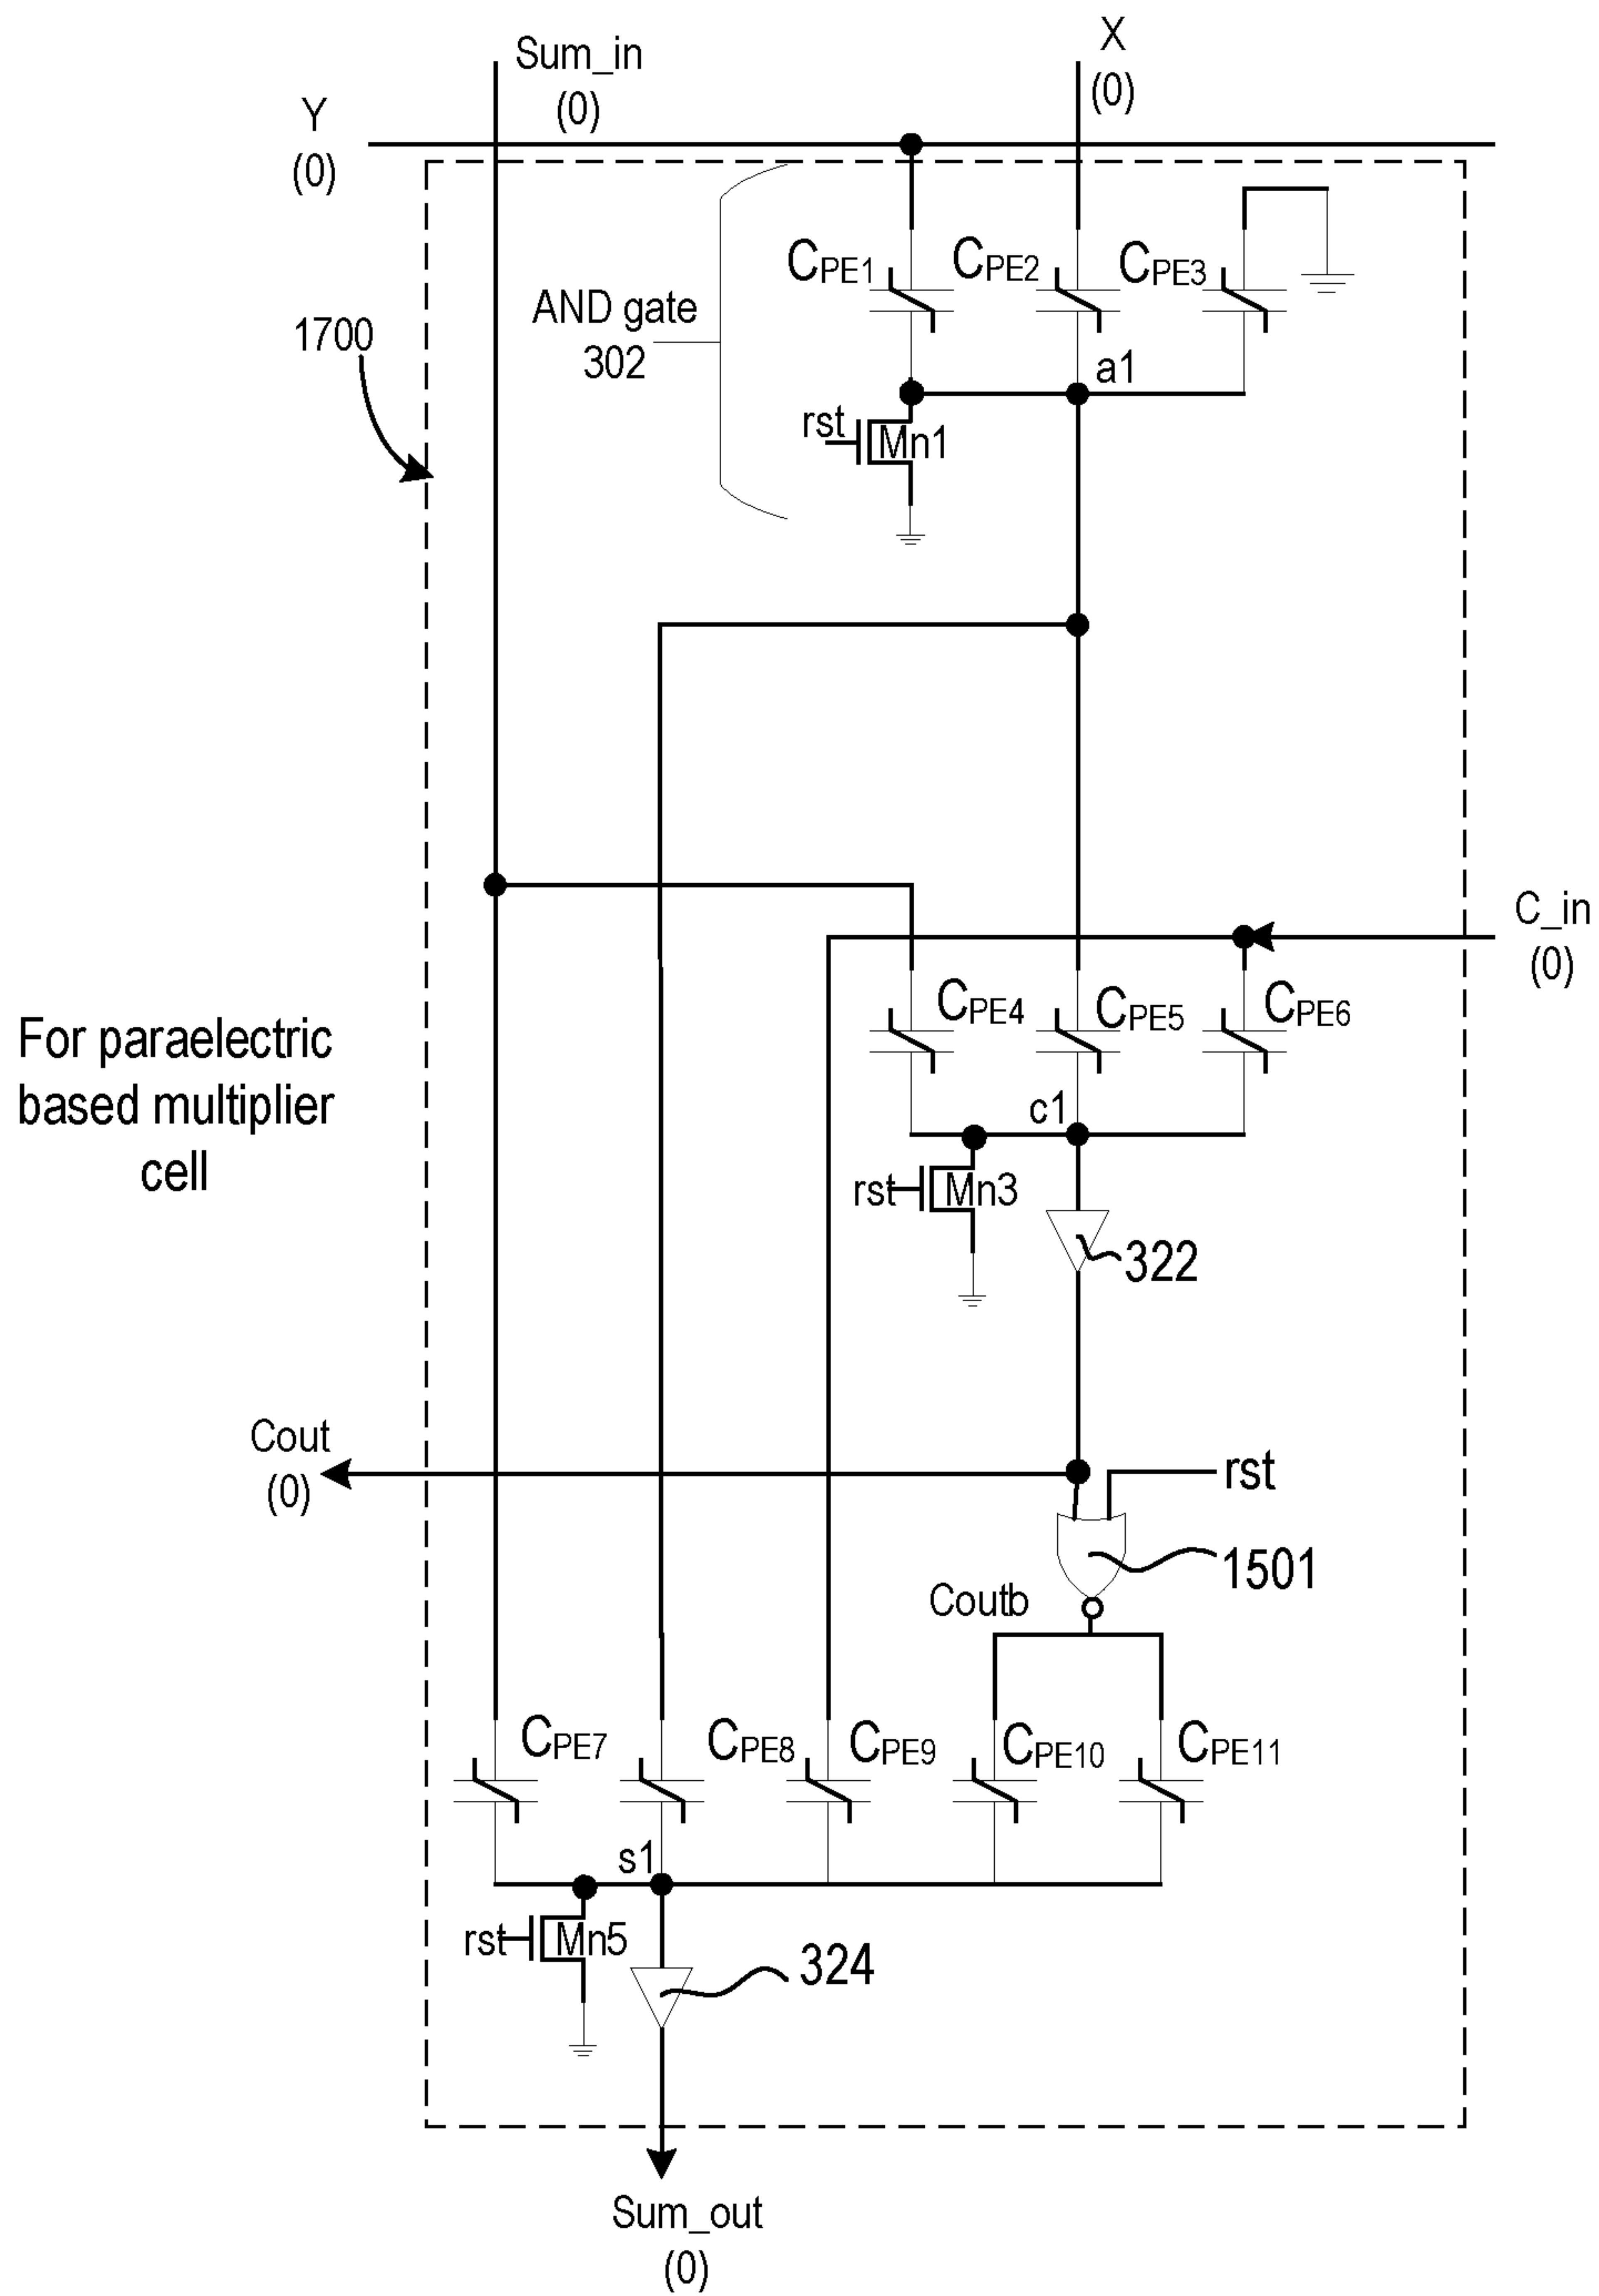 X
(0)
Sum_in
(0)
Y
(0)
CPE1
CPE2
CPE3
AND gate
302
1700
a1
rst
Mn1
C_in
(0)
CPE4
CPE5
CPE6
For paraelectric
based multiplier
cell
c1
rst
Mn3
322
Cout
(0)
rst
1501
Coutb
CPE7
CPE8
CPE9
CPE10
CPE11
s1
rst
Mn5
324
Sum_out
(0)